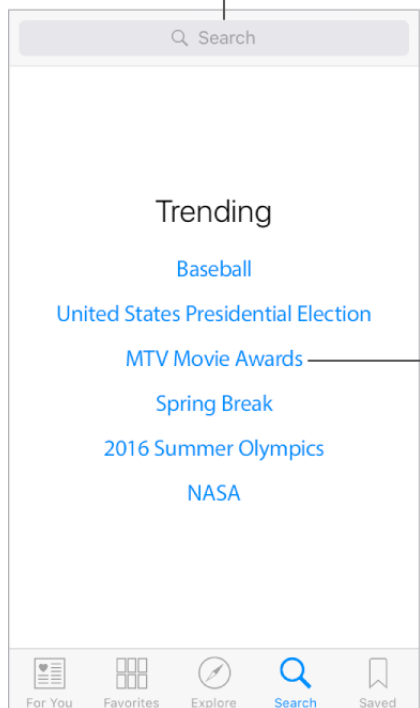 Search
Trending
Baseball
United States Presidential Election
MTV Movie Awards
Spring Break
2016 Summer Olympics
NASA
For You Favorites Explore Search Saved